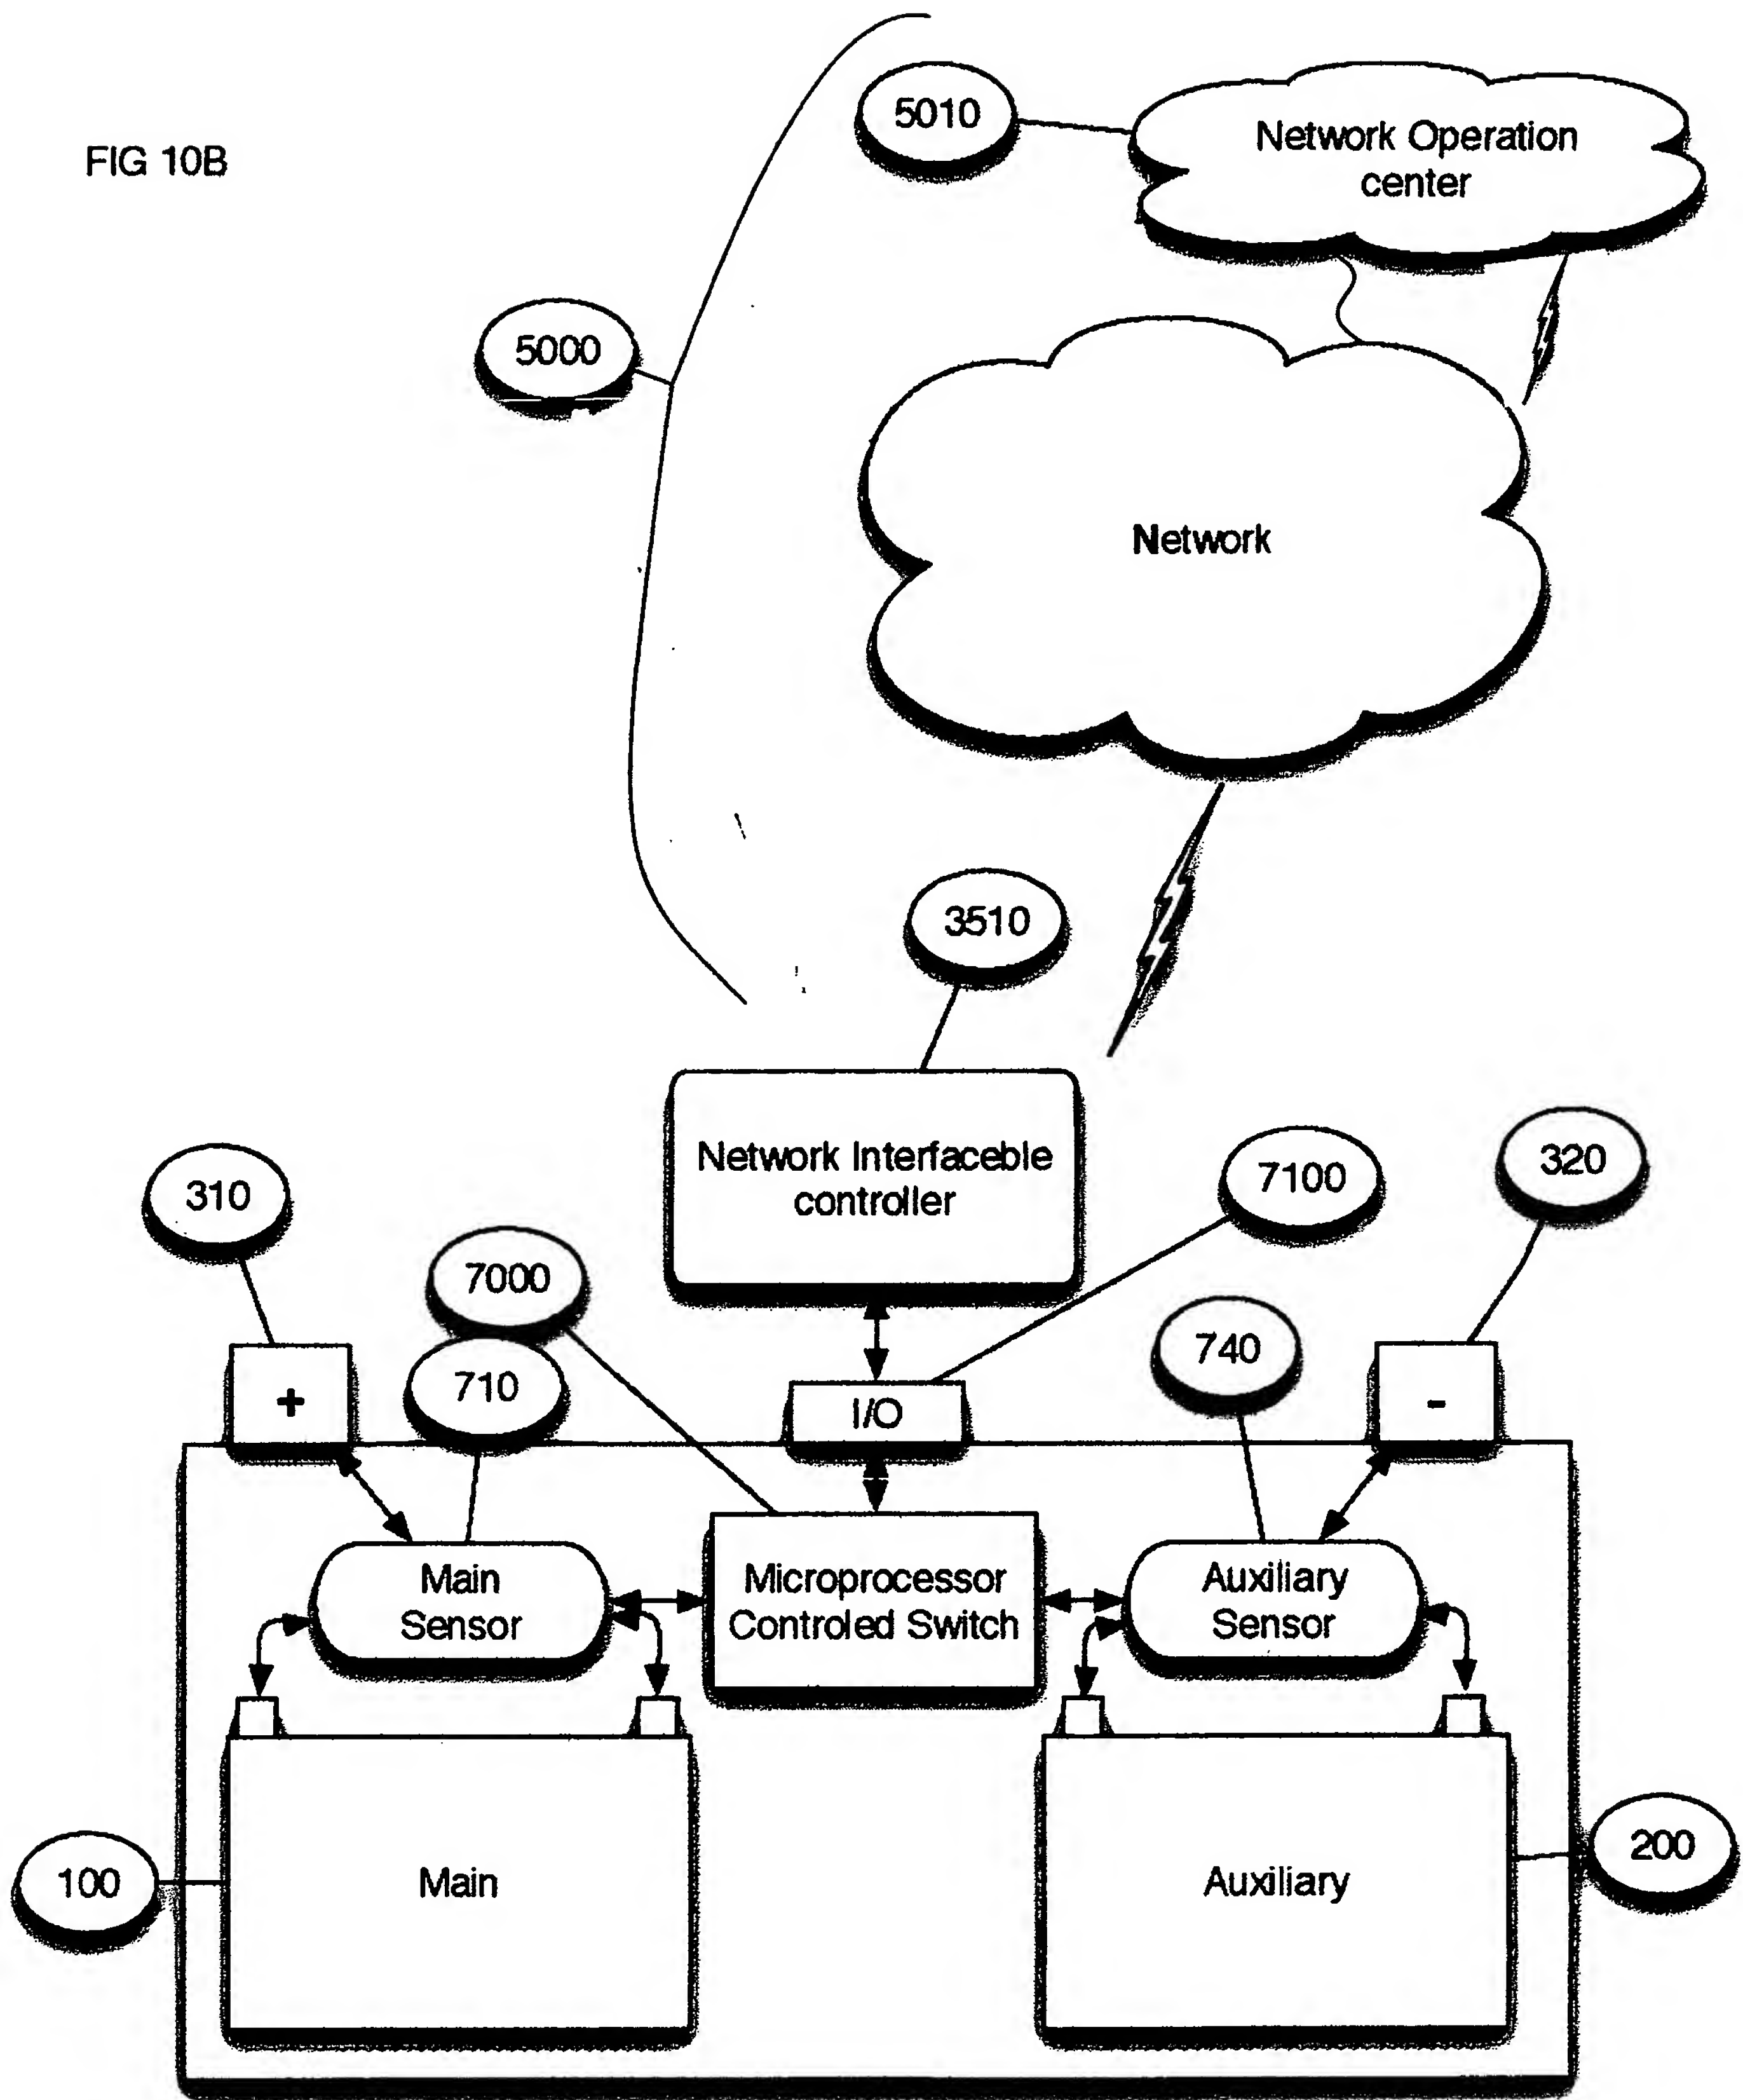 FIG 10B
5010
Network Operation
center
5000
Network
3510
Network Interfaceble
controller
310
7100
320
7000
710
740
+
I/O
-
Main
Sensor
Microprocessor
Controled Switch
Auxiliary
Sensor
100
Main
Auxiliary
200